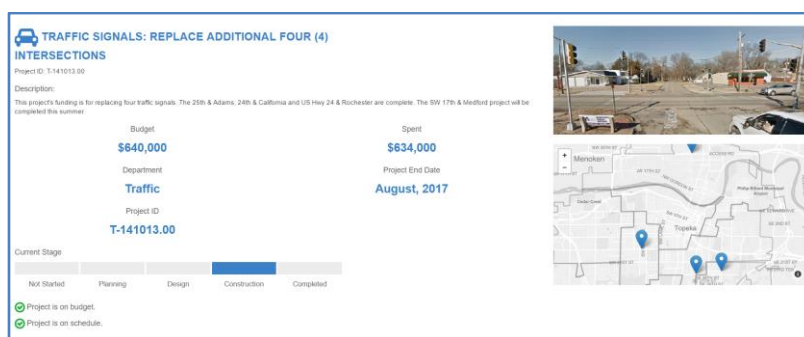 TRAFFIC SIGNALS: REPLACE ADDITIONAL FOUR (4)
INTERSECTIONS
Project ID: T-141013.00
Description:
This project's funding is for replacing four traffic signals. The 25th & Adams, 24th & California and US Hwy 24 & Rochester are complete. The SW 17th & Medford project will be
completed this summer.
Budget
Spent
$640,000
$634,000
Department
Project End Date
Traffic
August, 2017
Project ID
T-141013.00
Current Stage
Not Started
Planning
Design
Construction
Completed
Project is on budget.
Project is on schedule.
+
−
Menoken
Topeka